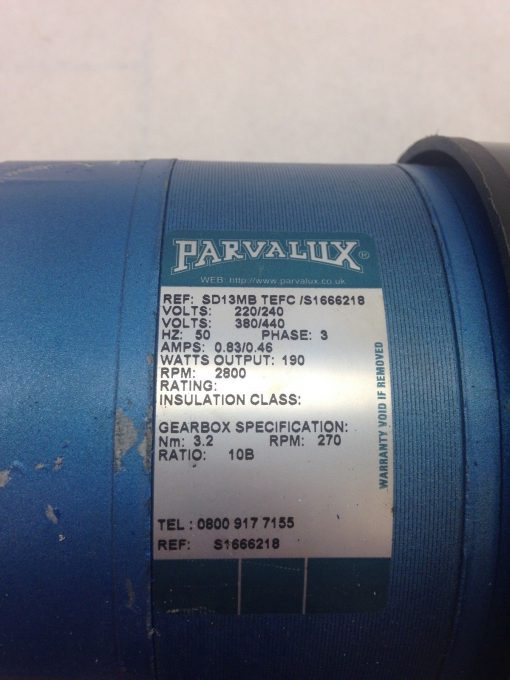 PARVALUX®
WEB: http://www.parvalux.co.uk
REF: SD13MB TEFC /S1666218
VOLTS: 220/240
VOLTS: 380/440
HZ: 50 PHASE: 3
AMPS: 0.83/0.46
WATTS OUTPUT: 190
RPM: 2800
RATING:
INSULATION CLASS:
GEARBOX SPECIFICATION:
Nm: 3.2 RPM: 270
RATIO: 10B
TEL : 0800 917 7155
REF: S1666218
WARRANTY VOID IF REMOVED